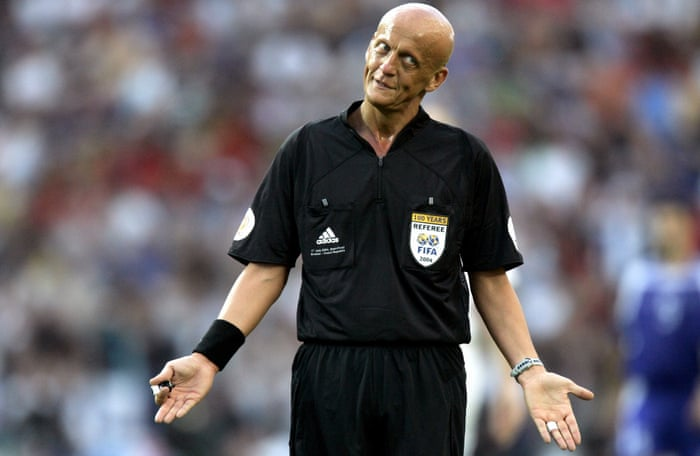 100 YEARS
REFEREE
FIFA
2004
adidas